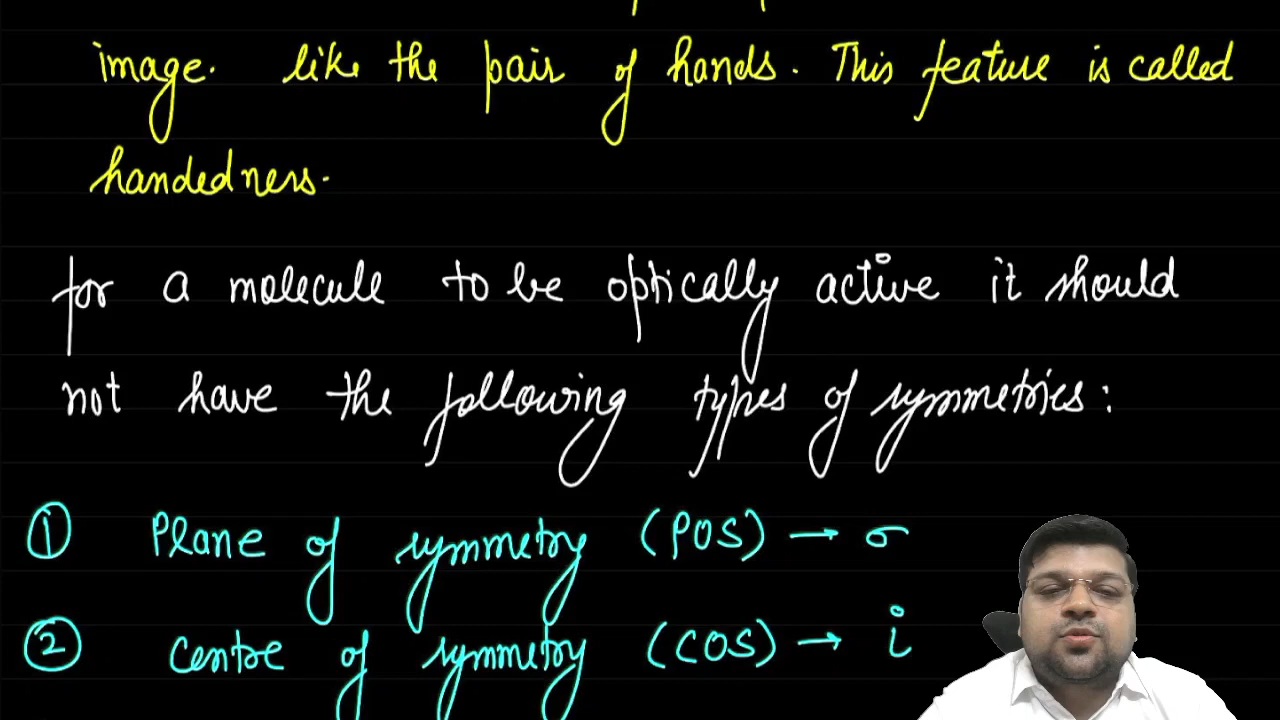 image. like the pair of hands. This feature is called
handedness.
for a molecule to be optically active it should
not have the following types of symmetries:
① Plane of symmetry (POS) → σ
② Centre of symmetry (COS) → i